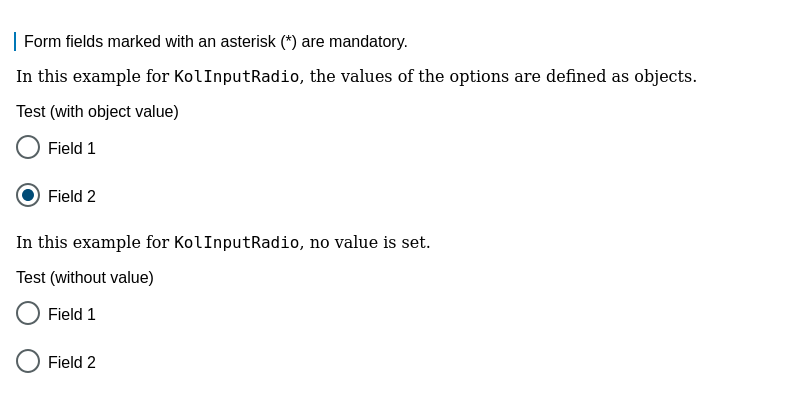 Form fields marked with an asterisk (*) are mandatory.
In this example for KolInputRadio, the values of the options are defined as objects.
Test (with object value)
Field 1
Field 2
In this example for KolInputRadio, no value is set.
Test (without value)
Field 1
Field 2